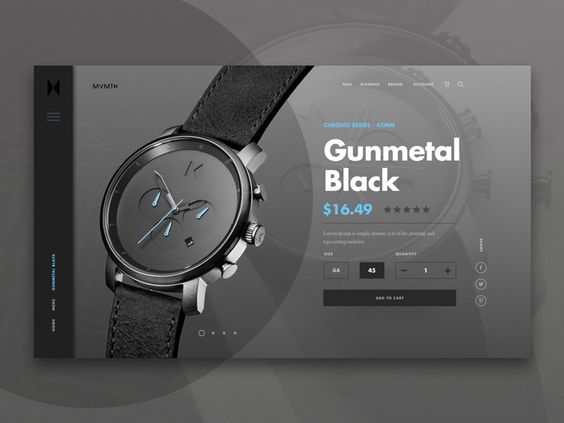 MVMTH
MEN WOMENS BRAND ACCOUNT
CHRONO SERIES - 45MM
Gunmetal
Black
$16.49
Lorem Ipsum is simply dummy text of the printing and
typesetting industry.
SIZE QUANTITY
44 45 — 1 +
ADD TO CART
SHARE
HOME MENS GUNMETAL BLACK